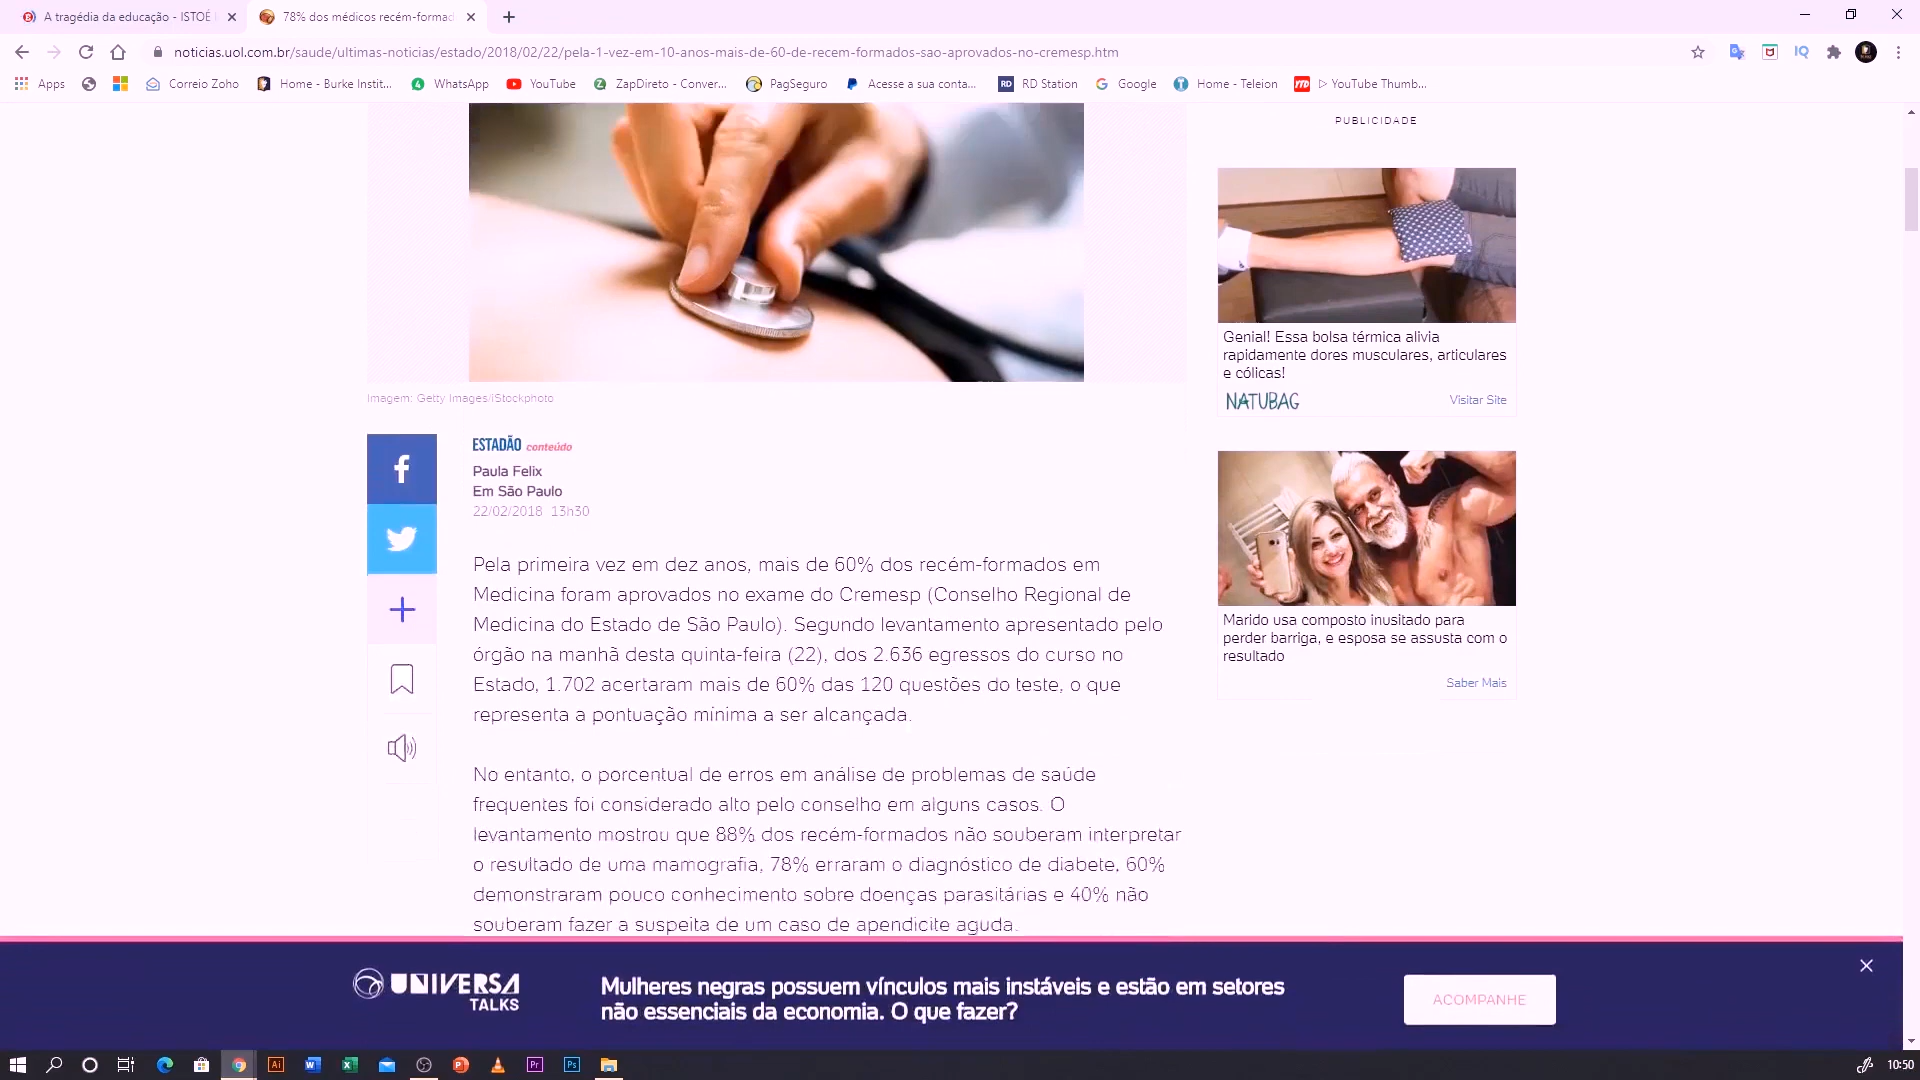 A tragédia da educação - ISTOÉ
78% dos médicos recém-formad
noticias.uol.com.br/saude/ultimas-noticias/estado/2018/02/22/pela-1-vez-em-10-anos-mais-de-60-de-recem-formados-sao-aprovados-no-cremesp.htm
Apps
Correio Zoho
Home - Burke Instit...
WhatsApp
YouTube
ZapDireto - Conver...
PagSeguro
Acesse a sua conta...
RD
RD Station
Google
Home - Teleion
YTD
▷ YouTube Thumb...
PUBLICIDADE
Genial! Essa bolsa térmica alivia
rapidamente dores musculares, articulares
e cólicas!
NATUBAG
Visitar Site
Imagem: Getty Images/iStockphoto
ESTADÃO conteúdo
Paula Felix
Em São Paulo
22/02/2018 13h30
Pela primeira vez em dez anos, mais de 60% dos recém-formados em
Medicina foram aprovados no exame do Cremesp (Conselho Regional de
Medicina do Estado de São Paulo). Segundo levantamento apresentado pelo
órgão na manhã desta quinta-feira (22), dos 2.636 egressos do curso no
Estado, 1.702 acertaram mais de 60% das 120 questões do teste, o que
representa a pontuação mínima a ser alcançada.
Marido usa composto inusitado para
perder barriga, e esposa se assusta com o
resultado
Saber Mais
No entanto, o porcentual de erros em análise de problemas de saúde
frequentes foi considerado alto pelo conselho em alguns casos. O
levantamento mostrou que 88% dos recém-formados não souberam interpretar
o resultado de uma mamografia, 78% erraram o diagnóstico de diabete, 60%
demonstraram pouco conhecimento sobre doenças parasitárias e 40% não
souberam fazer a suspeita de um caso de apendicite aguda.
UNIVERSA
TALKS
Mulheres negras possuem vínculos mais instáveis e estão em setores
não essenciais da economia. O que fazer?
ACOMPANHE
10:50